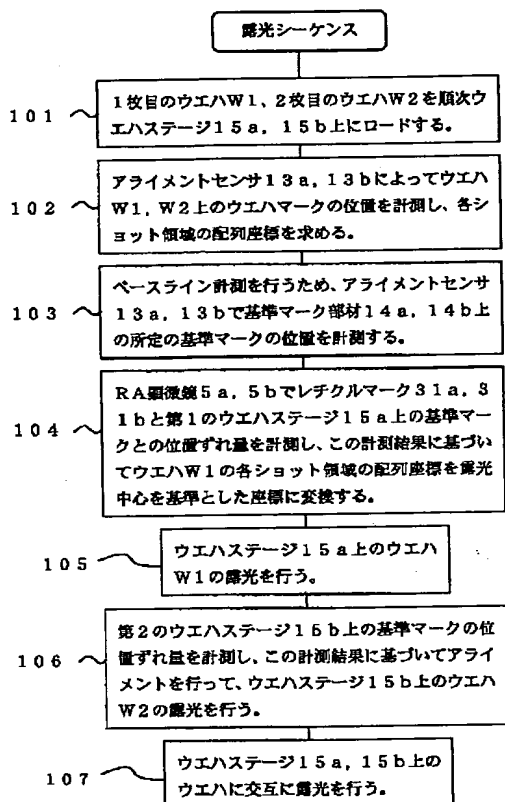 露光シーケンス
101
1枚目のウエハW1、2枚目のウエハW2を順次ウ
エハステージ15a,15b上にロードする。
102
アライメントセンサ13a,13bによってウエハ
W1,W2上のウエハマークの位置を計測し、各シ
ョット領域の配列座標を求める。
103
ベースライン計測を行うため、アライメントセンサ
13a,13bで基準マーク部材14a,14b上
の所定の基準マークの位置を計測する。
104
RA顕微鏡5a,5bでレチクルマーク31a,3
1bと第1のウエハステージ15a上の基準マー
クとの位置ずれ量を計測し、この計測結果に基づい
てウエハW1の各ショット領域の配列座標を露光
中心を基準とした座標に変換する。
105
ウエハステージ15a上のウエハ
W1の露光を行う。
106
第2のウエハステージ15b上の基準マークの位
置ずれ量を計測し、この計測結果に基づいてアライ
メントを行って、ウエハステージ15b上のウエハ
W2の露光を行う。
107
ウエハステージ15a,15b上の
ウエハに交互に露光を行う。